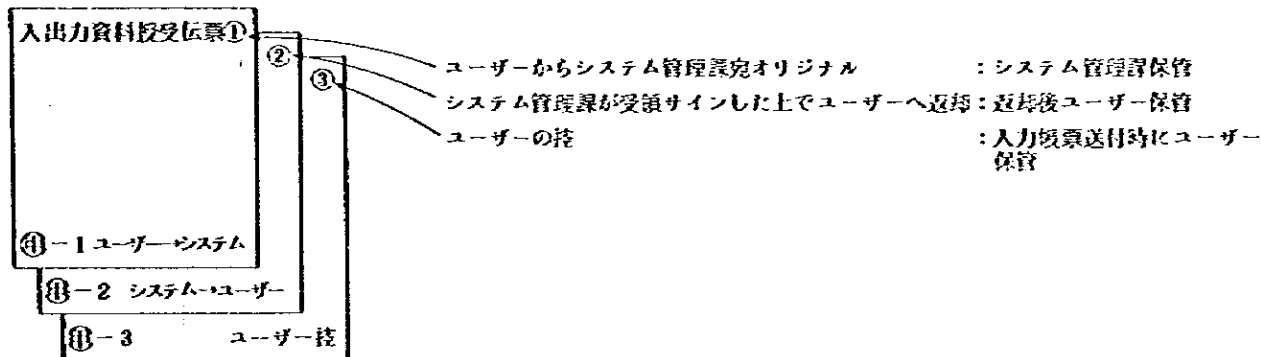 入出力資料授受伝票①
②
③
ユーザーからシステム管理課宛オリジナル ：システム管理課保管
システム管理課が受領サインした上でユーザーへ返却：返却後ユーザー保管
ユーザーの控 ：入力帳票送付時にユーザー
保管
-1 ユーザー→システム
-2 システム→ユーザー
-3 ユーザー控